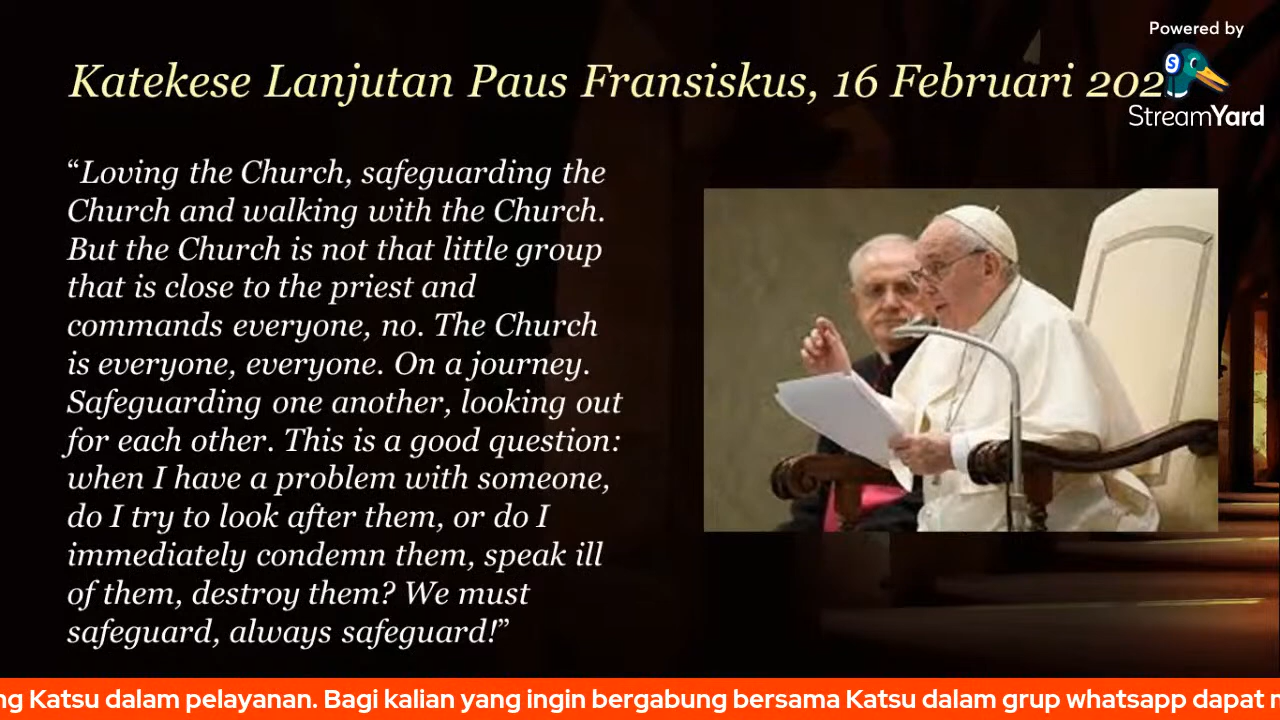 Powered by
StreamYard
Katekese Lanjutan Paus Fransiskus, 16 Februari
“Loving the Church, safeguarding the
Church and walking with the Church.
But the Church is not that little group
that is close to the priest and
commands everyone, no. The Church
is everyone, everyone. On a journey.
Safeguarding one another, looking out
for each other. This is a good question:
when I have a problem with someone,
do I try to look after them, or do I
immediately condemn them, speak ill
of them, destroy them? We must
safeguard, always safeguard!”
Katsu dalam pelayanan. Bagi kalian yang ingin bergabung bersama Katsu dalam grup whatsapp dapat